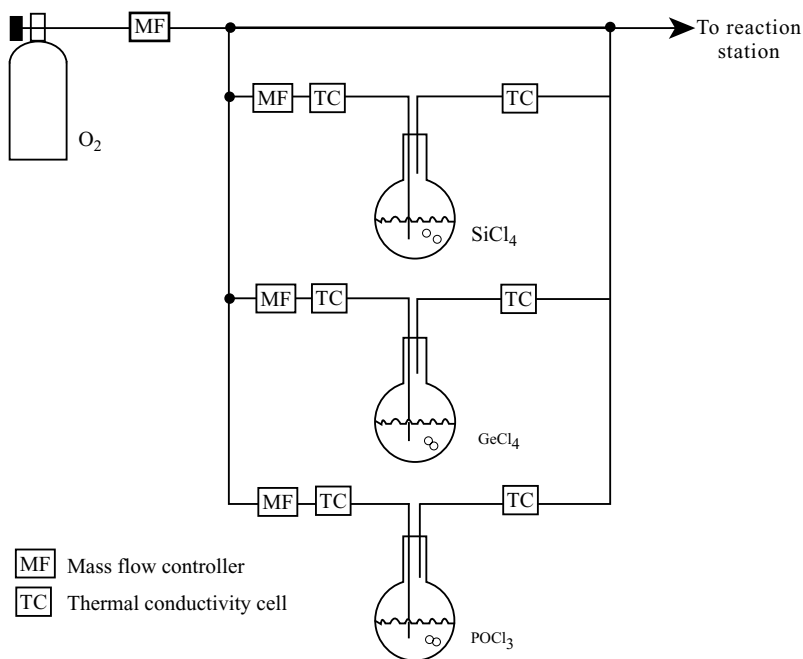 MF
To reaction
station
O2
MF TC TC
SiCl4
MF TC TC
GeCl4
MF TC TC
MF Mass flow controller
TC Thermal conductivity cell
POCl3